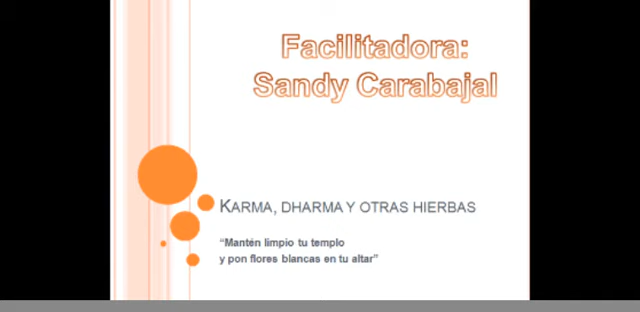 Facilitadora:
Sandy Carabajal
KARMA, DHARMA Y OTRAS HIERBAS
“Mantén limpio tu templo
y pon flores blancas en tu altar”